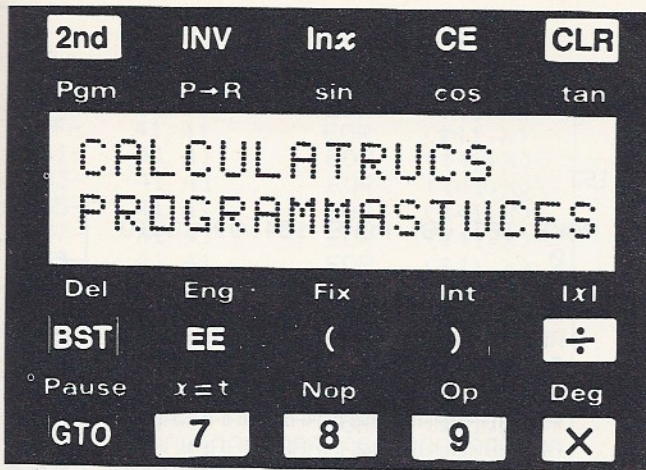 2nd INV lnx CE CLR
Pgm P→R sin cos tan
CALCULATRUCS
PROGRAMMASTUCES
Del Eng Fix Int |x|
BST EE ( ) ÷
Pause x=t Nop Op Deg
GTO 7 8 9 ×